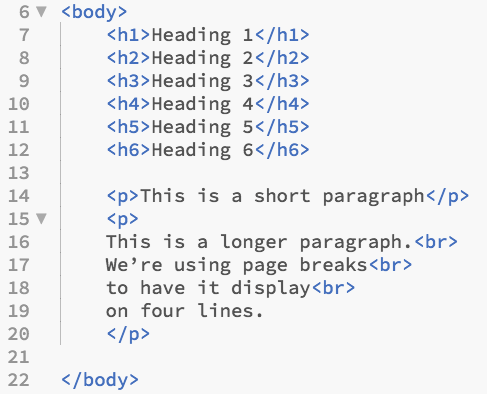 6 <body>
7 <h1>Heading 1</h1>
8 <h2>Heading 2</h2>
9 <h3>Heading 3</h3>
10 <h4>Heading 4</h4>
11 <h5>Heading 5</h5>
12 <h6>Heading 6</h6>
13
14 <p>This is a short paragraph</p>
15 <p>
16 This is a longer paragraph.<br>
17 We’re using page breaks<br>
18 to have it display<br>
19 on four lines.
20 </p>
21
22 </body>